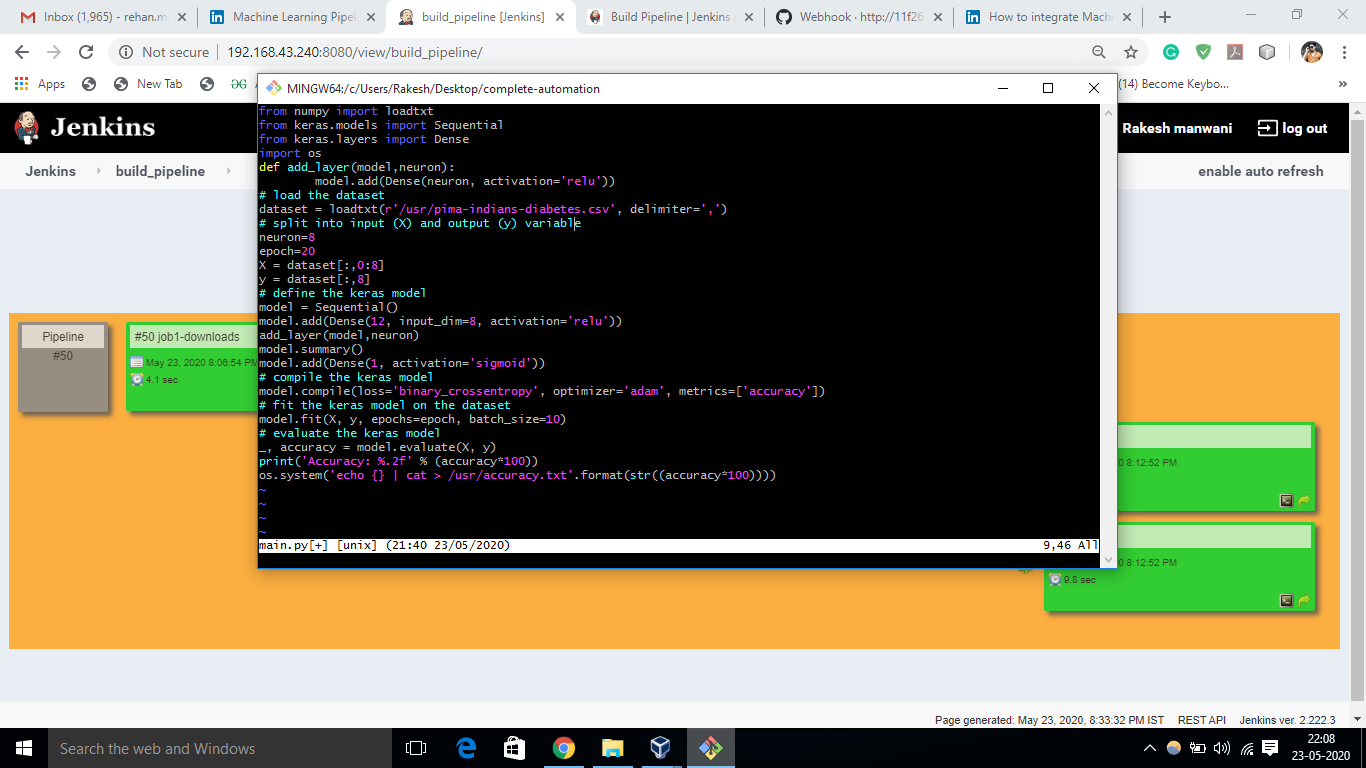 Inbox (1,965) - rehan.m
Machine Learning Pipel
build_pipeline [Jenkins]
Build Pipeline | Jenkins
Webhook · http://11f26
How to integrate Machi
Not secure | 192.168.43.240:8080/view/build_pipeline/
Apps
New Tab
(14) Become Keybo...
»
MINGW64:/c/Users/Rakesh/Desktop/complete-automation
Jenkins
Rakesh manwani
log out
Jenkins
build_pipeline
enable auto refresh
from numpy import loadtxt
from keras.models import Sequential
from keras.layers import Dense
import os
def add_layer(model,neuron):
        model.add(Dense(neuron, activation='relu'))
# load the dataset
dataset = loadtxt(r'/usr/pima-indians-diabetes.csv', delimiter=',')
# split into input (X) and output (y) variable
neuron=8
epoch=20
X = dataset[:,0:8]
y = dataset[:,8]
# define the keras model
model = Sequential()
model.add(Dense(12, input_dim=8, activation='relu'))
add_layer(model,neuron)
model.summary()
model.add(Dense(1, activation='sigmoid'))
# compile the keras model
model.compile(loss='binary_crossentropy', optimizer='adam', metrics=['accuracy'])
# fit the keras model on the dataset
model.fit(X, y, epochs=epoch, batch_size=10)
# evaluate the keras model
_, accuracy = model.evaluate(X, y)
print('Accuracy: %.2f' % (accuracy*100))
os.system('echo {} | cat > /usr/accuracy.txt'.format(str((accuracy*100))))
~
~
~
~
main.py[+] [unix] (21:40 23/05/2020) 9,46 All
Pipeline
#50
#50 job1-downloads
May 23, 2020 8:06:54 PM
4.1 sec
0 8:12:52 PM
0 8:12:52 PM
9.8 sec
Page generated: May 23, 2020, 8:33:32 PM IST
REST API
Jenkins ver. 2.222.3
Search the web and Windows
22:08
23-05-2020